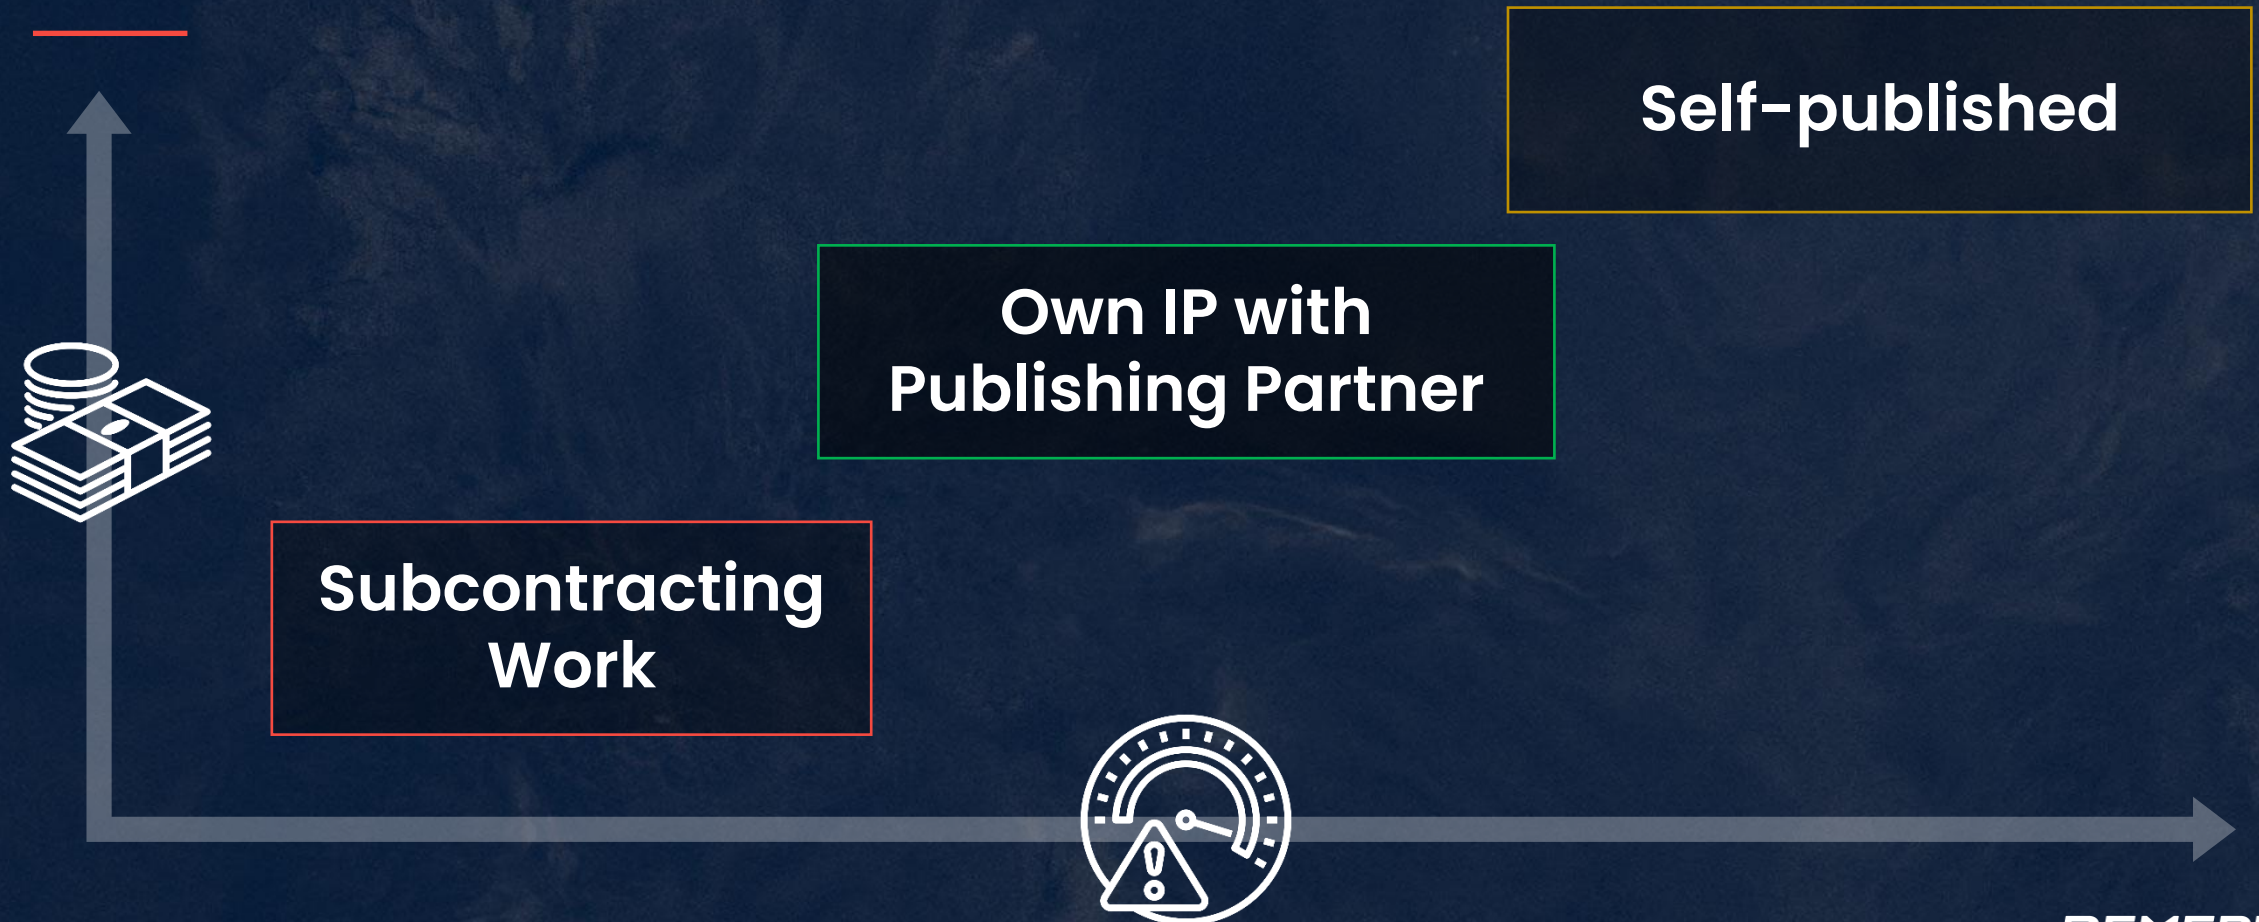 Self-published
Own IP with
Publishing Partner
Subcontracting
Work